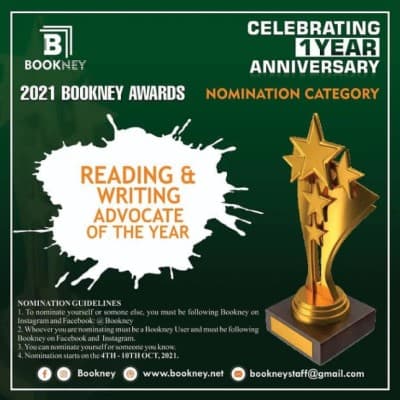 B
BOOKNEY
CELEBRATING
1 YEAR
ANNIVERSARY
2021 BOOKNEY AWARDS
NOMINATION CATEGORY
READING &
WRITING
ADVOCATE
OF THE YEAR
NOMINATION GUIDELINES
1. To nominate yourself or somone else, you must be following Bookney on
Instagram and Facebook: @ Bookney
2. Whoever you are nominating must be a Bookney User and must be following
Bookney on Facebook and Instagram.
3. You can nominate yourself or someone you know.
4. Nomination starts on the 4TH - 10TH OCT, 2021.
Bookney
www.bookney.net
bookneystaff@gmail.com